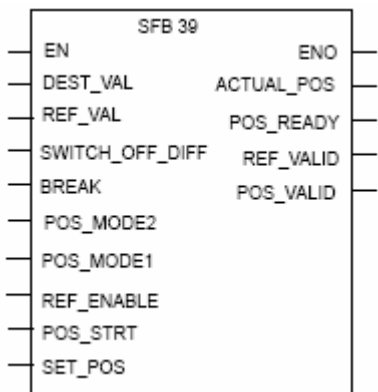 SFB 39
EN ENO
DEST_VAL ACTUAL_POS
REF_VAL POS_READY
SWITCH_OFF_DIFF REF_VALID
BREAK POS_VALID
POS_MODE2
POS_MODE1
REF_ENABLE
POS_STRT
SET_POS